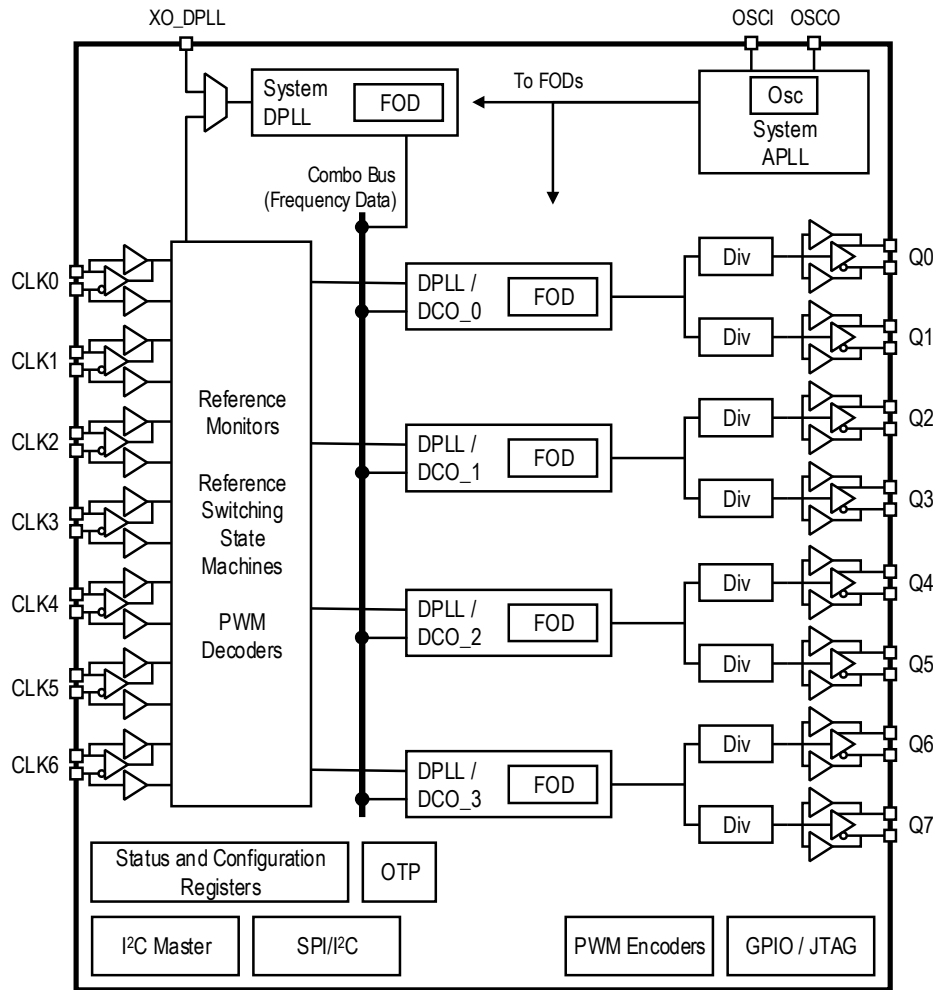 XO_DPLL
OSCI OSCO
System
DPLL
FOD
To FODs
Osc
System
APLL
Combo Bus
(Frequency Data)
CLK0
CLK1
CLK2
CLK3
CLK4
CLK5
CLK6
Reference
Monitors
Reference
Switching
State
Machines
PWM
Decoders
DPLL /
DCO_0
FOD
DPLL /
DCO_1
FOD
DPLL /
DCO_2
FOD
DPLL /
DCO_3
FOD
Div
Div
Div
Div
Div
Div
Div
Div
Q0
Q1
Q2
Q3
Q4
Q5
Q6
Q7
Status and Configuration
Registers
OTP
I²C Master
SPI/I²C
PWM Encoders
GPIO / JTAG